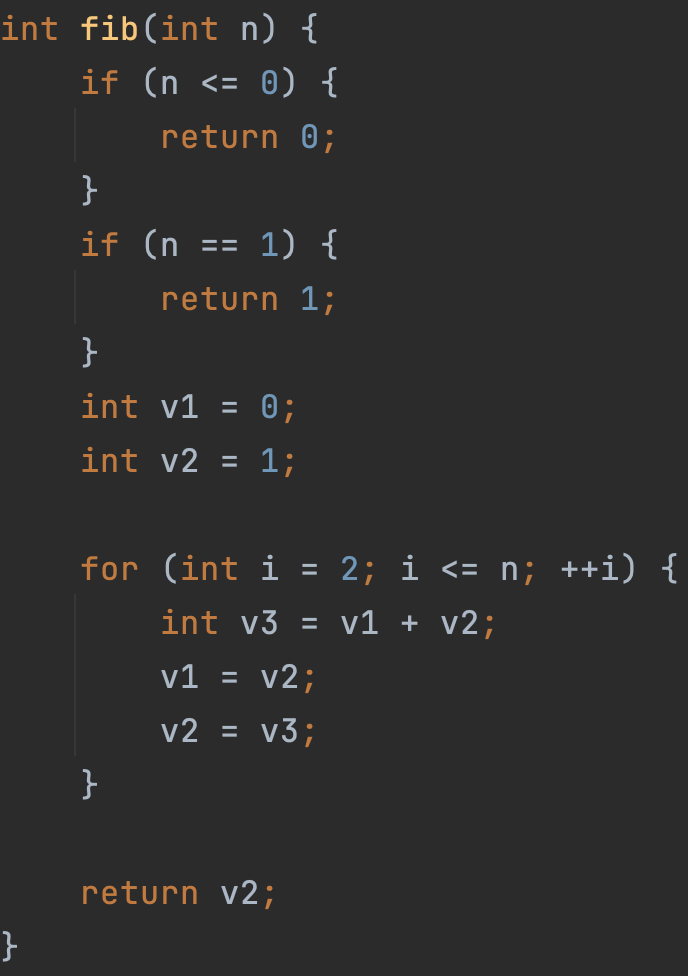 int fib(int n) {
    if (n <= 0) {
        return 0;
    }
    if (n == 1) {
        return 1;
    }
    int v1 = 0;
    int v2 = 1;

    for (int i = 2; i <= n; ++i) {
        int v3 = v1 + v2;
        v1 = v2;
        v2 = v3;
    }

    return v2;
}